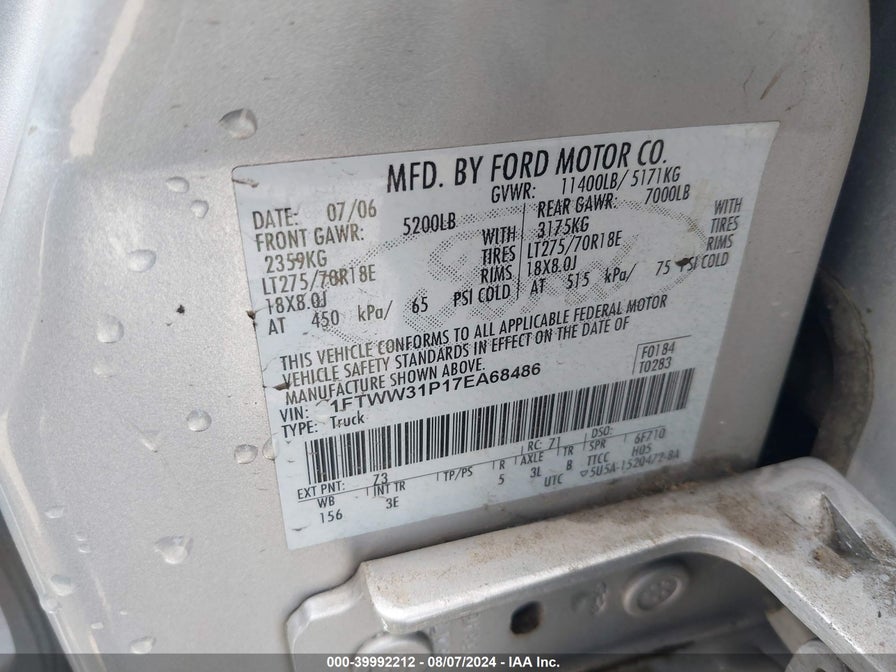 MFD. BY FORD MOTOR CO.
DATE: 07/06 GVWR: 11400LB/ 5171KG
FRONT GAWR: 5200LB REAR GAWR: 7000LB
2359KG WITH 3175KG WITH
LT275/70R18E TIRES LT275/70R18E TIRES
18X8.0J RIMS 18X8.0J RIMS
AT 450 kPa/ 65 PSI COLD AT 515 kPa/ 75 PSI COLD
THIS VEHICLE CONFORMS TO ALL APPLICABLE FEDERAL MOTOR
VEHICLE SAFETY STANDARDS IN EFFECT ON THE DATE OF
MANUFACTURE SHOWN ABOVE.
VIN: 1FTWW31P17EA68486 F0184
TYPE: Truck T0283
EXT PNT: 73 RC: 71 DSO:
WB INT TR TP/PS R AXLE TR SPR 6F710
156 3E 5 3L B TTCC H05
UTC 5U5A-1520472-BA
000-39992212 - 08/07/2024 - IAA Inc.